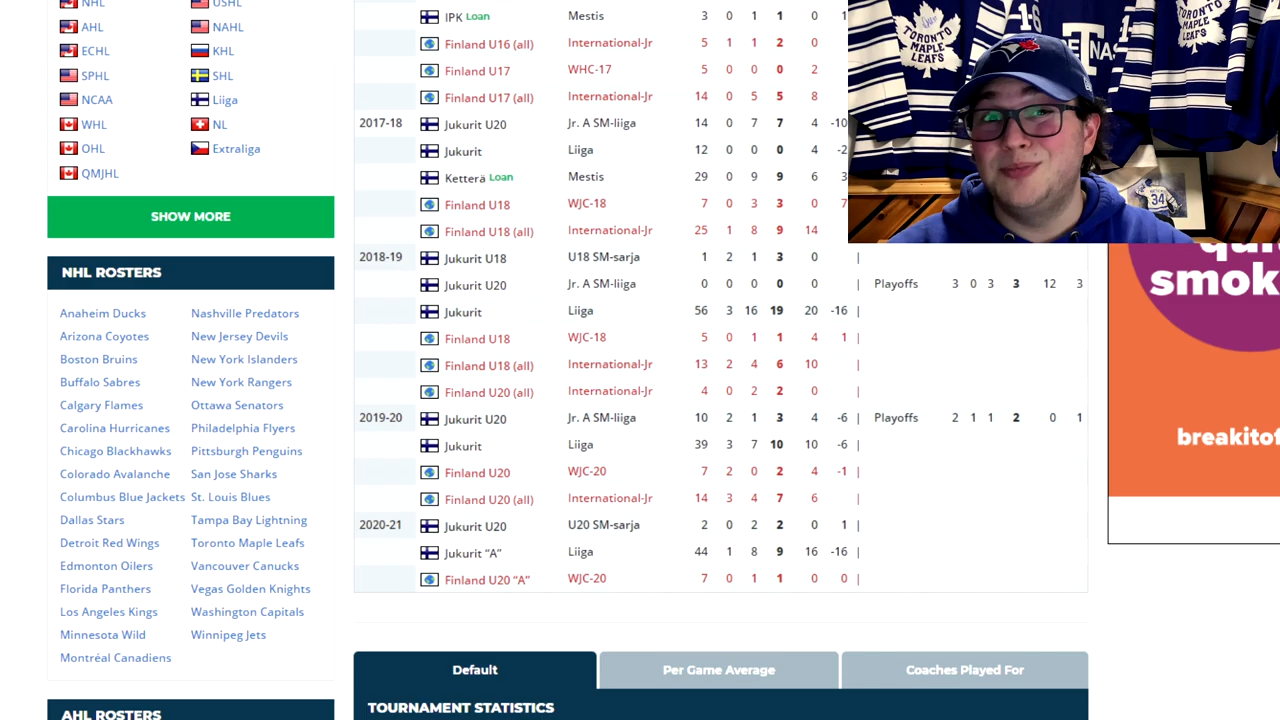 NHL USHL
AHL NAHL
ECHL KHL
SPHL SHL
NCAA Liiga
WHL NL
OHL Extraliga
QMJHL
SHOW MORE
NHL ROSTERS
Anaheim Ducks Nashville Predators
Arizona Coyotes New Jersey Devils
Boston Bruins New York Islanders
Buffalo Sabres New York Rangers
Calgary Flames Ottawa Senators
Carolina Hurricanes Philadelphia Flyers
Chicago Blackhawks Pittsburgh Penguins
Colorado Avalanche San Jose Sharks
Columbus Blue Jackets St. Louis Blues
Dallas Stars Tampa Bay Lightning
Detroit Red Wings Toronto Maple Leafs
Edmonton Oilers Vancouver Canucks
Florida Panthers Vegas Golden Knights
Los Angeles Kings Washington Capitals
Minnesota Wild Winnipeg Jets
Montréal Canadiens
AHL ROSTERS
IPK Loan Mestis 3 0 1 1 0 1
Finland U16 (all) International-Jr 5 1 1 2 0
Finland U17 WHC-17 5 0 0 0 2
Finland U17 (all) International-Jr 14 0 5 5 8
2017-18 Jukurit U20 Jr. A SM-liiga 14 0 7 7 4 -10
Jukurit Liiga 12 0 0 0 4 -2
Ketterä Loan Mestis 29 0 9 9 6 3
Finland U18 WJC-18 7 0 3 3 0 7
Finland U18 (all) International-Jr 25 1 8 9 14
2018-19 Jukurit U18 U18 SM-sarja 1 2 1 3 0 |
Jukurit U20 Jr. A SM-liiga 0 0 0 0 0 | Playoffs 3 0 3 3 12 3
Jukurit Liiga 56 3 16 19 20 -16 |
Finland U18 WJC-18 5 0 1 1 4 1 |
Finland U18 (all) International-Jr 13 2 4 6 10 |
Finland U20 (all) International-Jr 4 0 2 2 0 |
2019-20 Jukurit U20 Jr. A SM-liiga 10 2 1 3 4 -6 | Playoffs 2 1 1 2 0 1
Jukurit Liiga 39 3 7 10 10 -6 |
Finland U20 WJC-20 7 2 0 2 4 -1 |
Finland U20 (all) International-Jr 14 3 4 7 6 |
2020-21 Jukurit U20 U20 SM-sarja 2 0 2 2 0 1 |
Jukurit “A” Liiga 44 1 8 9 16 -16 |
Finland U20 “A” WJC-20 7 0 1 1 0 0 |
Default Per Game Average Coaches Played For
TOURNAMENT STATISTICS
TORONTO
MAPLE
LEAFS
16
TORONTO
MAPLE
LEAFS
34
smok
breakitof